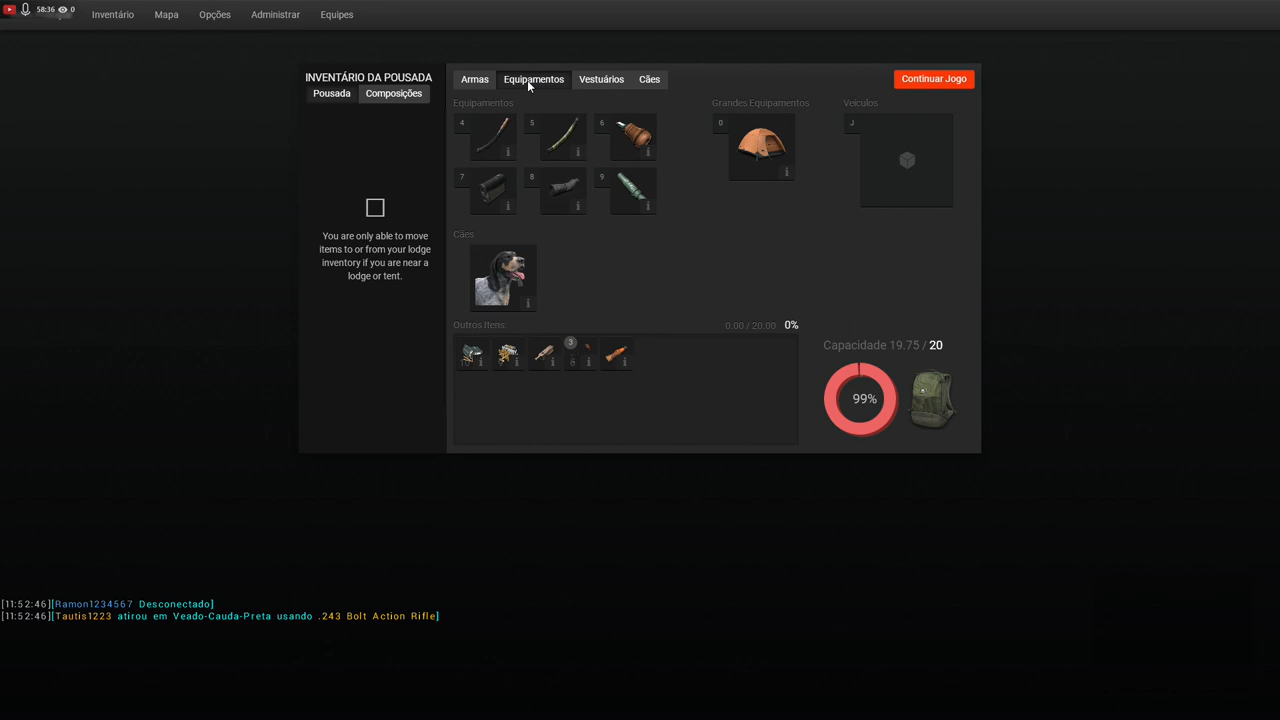 58:36 0
Inventário Mapa Opções Administrar Equipes
INVENTÁRIO DA POUSADA
Pousada Composições
You are only able to move
items to or from your lodge
inventory if you are near a
lodge or tent.
Armas Equipamentos Vestuários Cães
Continuar Jogo
Equipamentos
4 5 6
7 8 9
Grandes Equipamentos
0
Veículos
J
Cães
Outros Itens:
0.00 / 20.00 0%
3
Capacidade 19.75 / 20
99%
[11:52:46][Ramon1234567 Desconectado]
[11:52:46][Tautis1223 atirou em Veado-Cauda-Preta usando .243 Bolt Action Rifle]